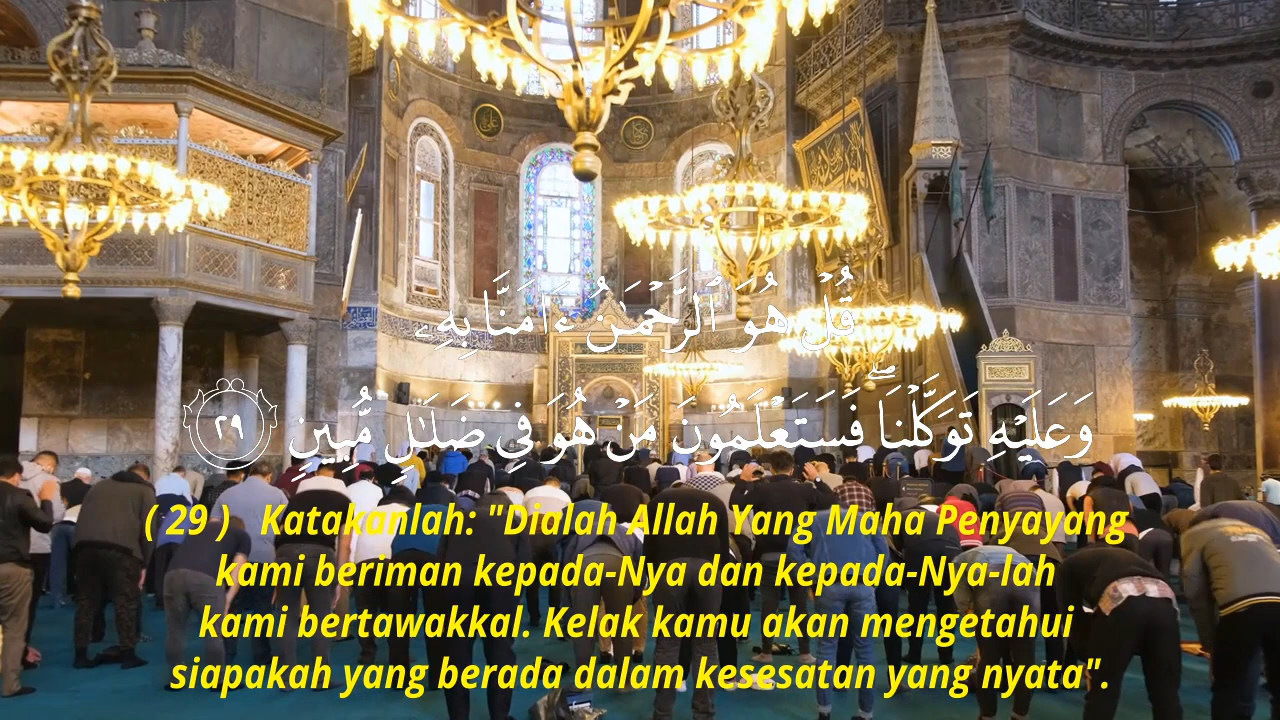 قُلۡ هُوَ ٱلرَّحۡمَـٰنُ ءَامَنَّا بِهِۦ
وَعَلَيۡهِ تَوَكَّلۡنَاۖ فَسَتَعۡلَمُونَ مَنۡ هُوَ فِي ضَلَـٰلٖ مُّبِينٖ ٢٩
( 29 ) Katakanlah: "Dialah Allah Yang Maha Penyayang
kami beriman kepada-Nya dan kepada-Nya-lah
kami bertawakkal. Kelak kamu akan mengetahui
siapakah yang berada dalam kesesatan yang nyata".